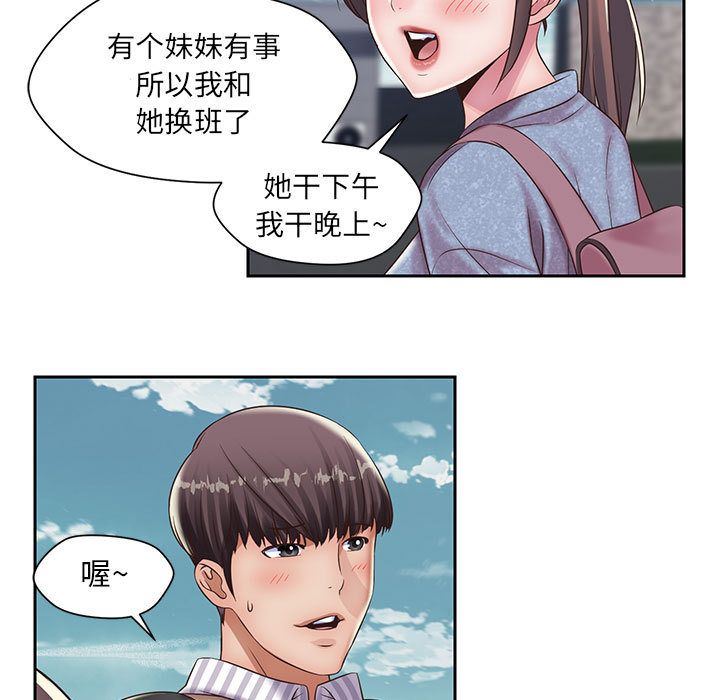 有个妹妹有事
所以我和
她换班了
她干下午
我干晚上~
喔~